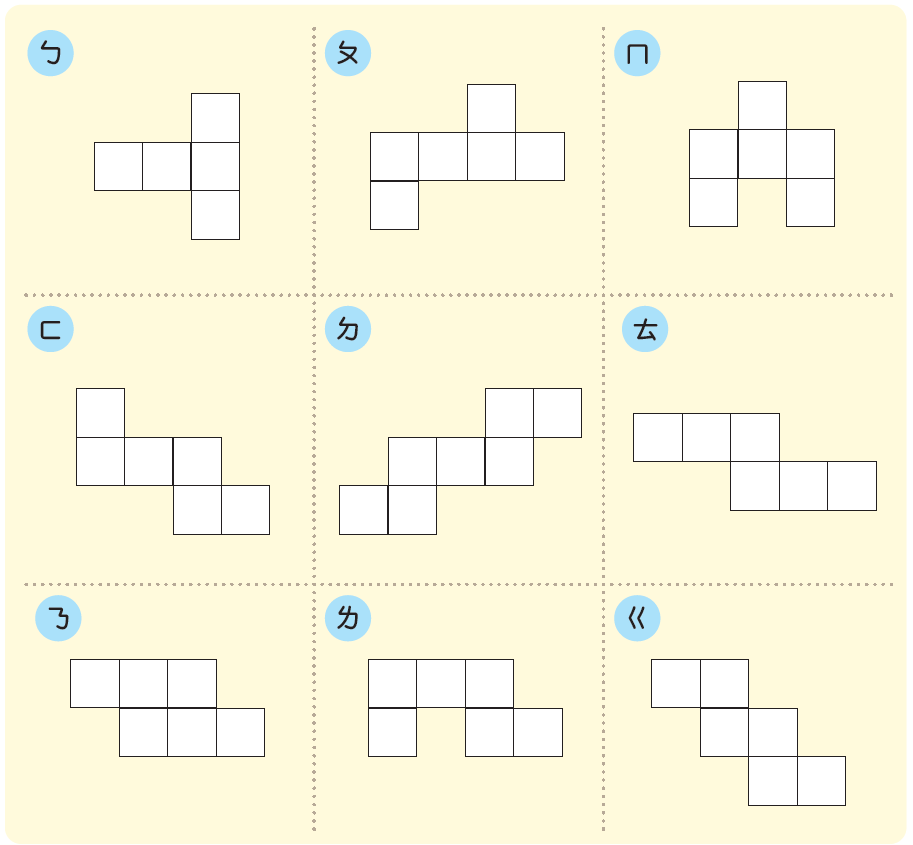 ㄅ
ㄆ
ㄇ
ㄈ
ㄉ
ㄊ
ㄋ
ㄌ
ㄍ